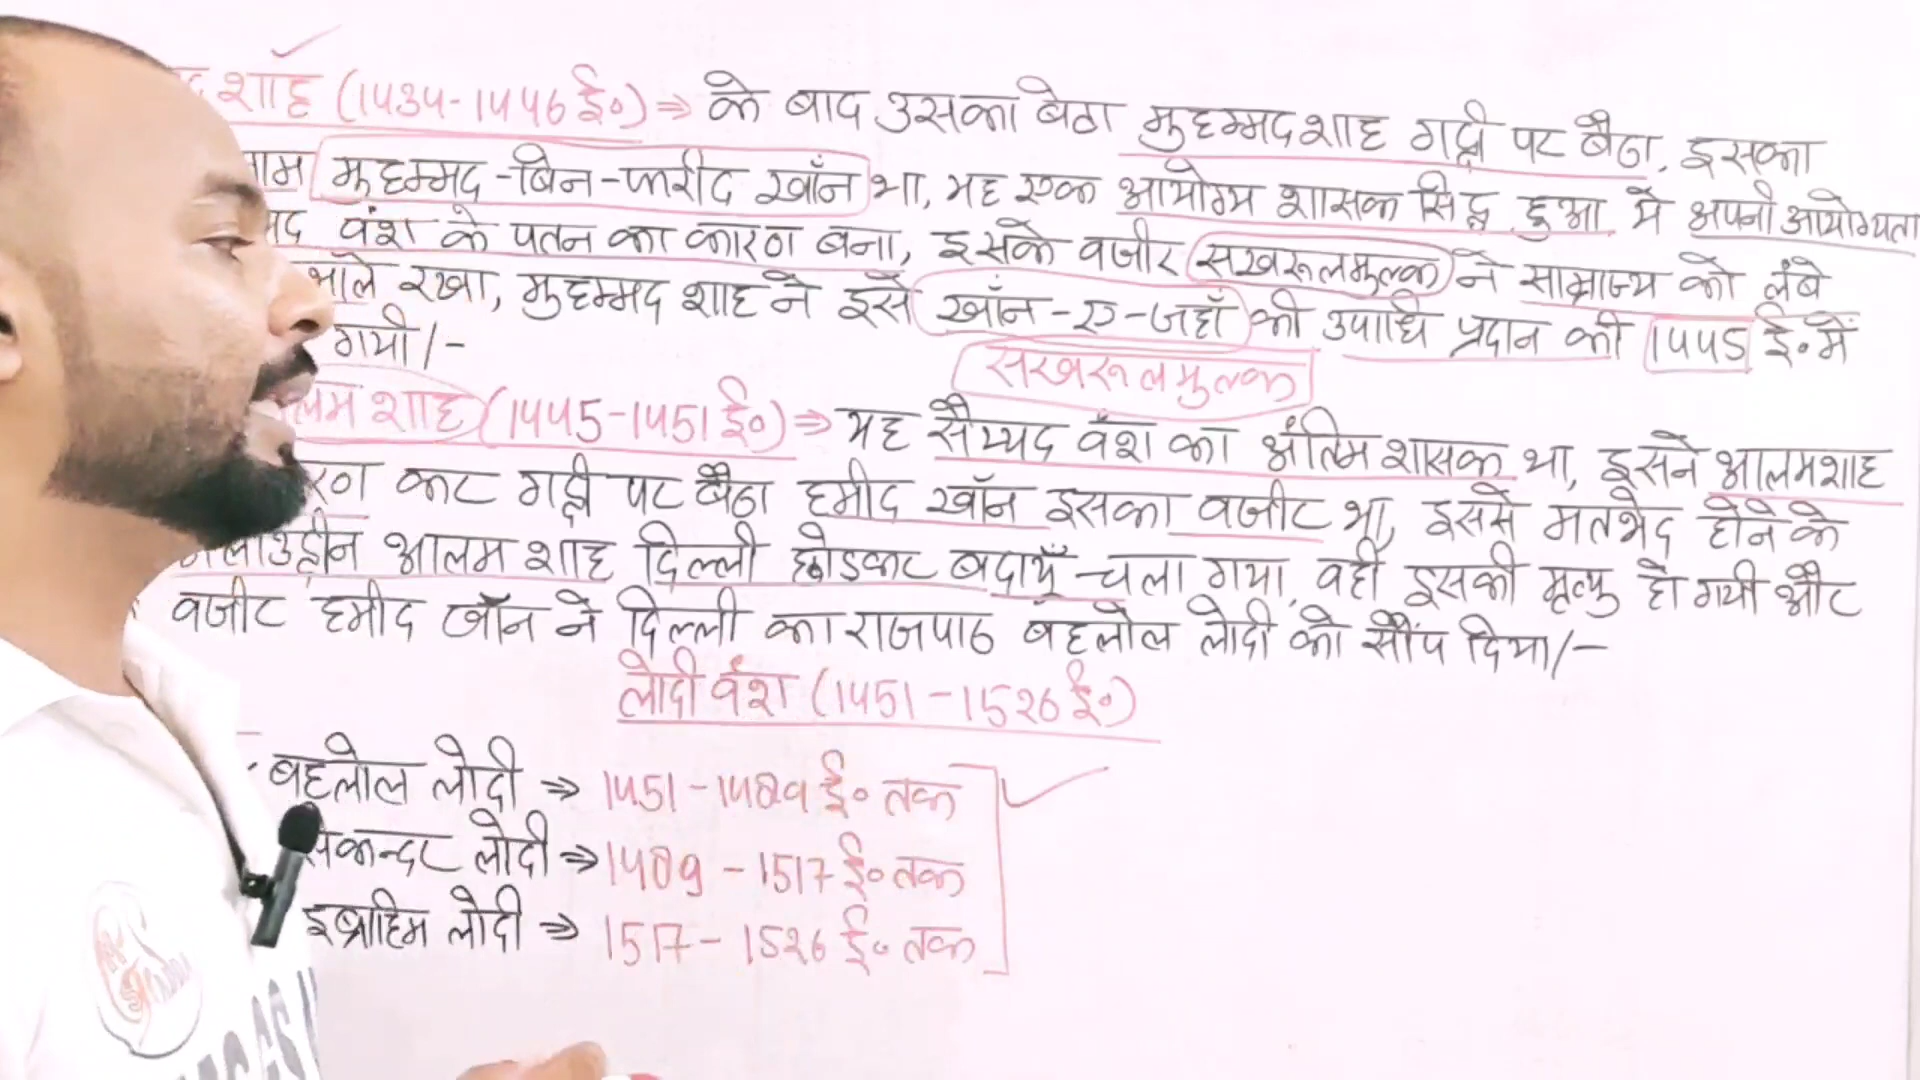 शाह (1434-1446 ई०) ⇒ के बाद उसका बेटा मुहम्मदशाह गद्दी पर बैठा, इसका
नाम मुहम्मद-बिन-फरीद खाँन था, यह एक आयोग्य शासक सिद्ध हुआ ये अपनी आयोग्यता
वंश के पतन का कारण बना, इसके वजीर सरवरुलमुल्क ने साम्राज्य को लंबे
रखा, मुहम्मद शाह ने इसे खाँन-ए-जहाँ की उपाधि प्रदान की 1445 ई० में
गयी/-
सरवरुलमुल्क
लम शाह (1445-1451 ई०) ⇒ यह सैय्यद वंश का अंतिम शासक था, इसने आलमशाह
कर गद्दी पर बैठा हमीद खाँन इसका वजीर था, इससे मतभेद होने के
आलम शाह दिल्ली छोडकर बदायूँ चला गया, वही इसकी मृत्यु हो गयी और
वजीर हमीद खाँन ने दिल्ली का राजपाठ बहलोल लोदी को सौंप दिया/-
लोदी वंश (1451-1526 ई०)
बहलोल लोदी ⇒ 1451-1489 ई० तक
सिकन्दर लोदी ⇒ 1489-1517 ई० तक
इब्राहिम लोदी ⇒ 1517-1526 ई० तक